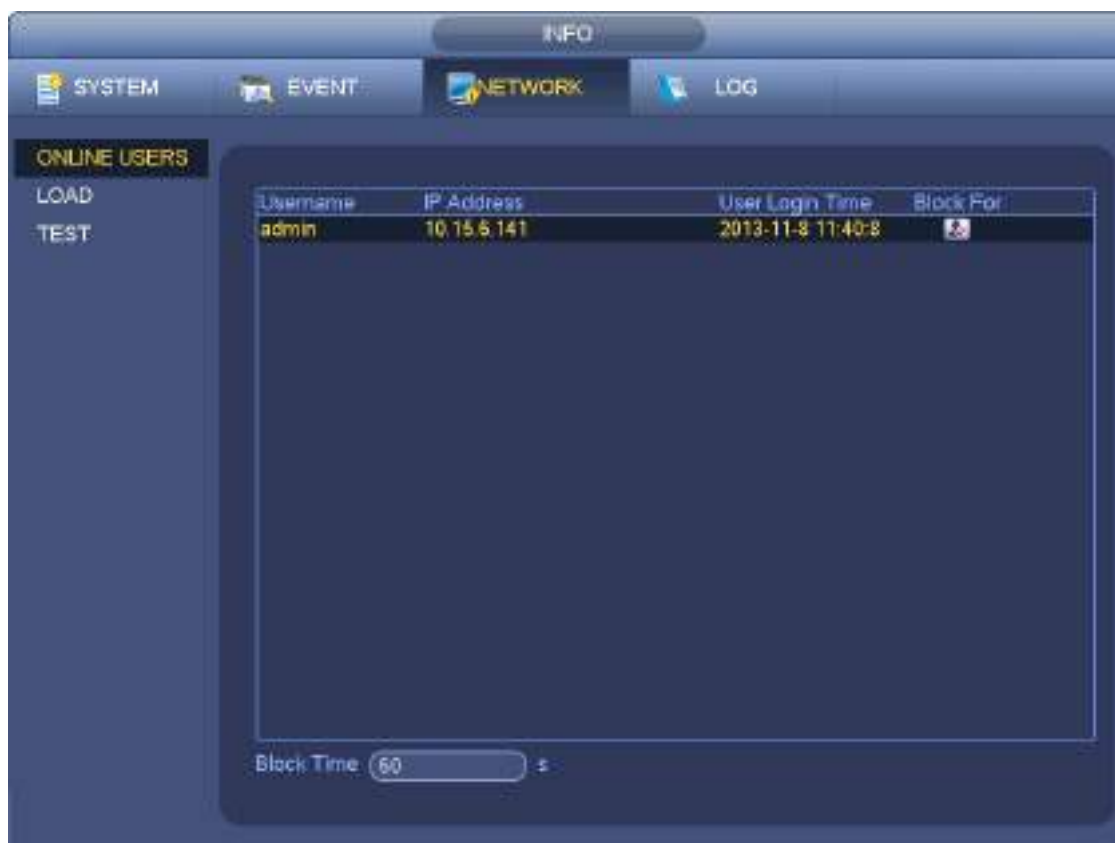 INFO
SYSTEM EVENT NETWORK LOG
ONLINE USERS
LOAD
TEST
Username IP Address User Login Time Block For
admin 10.15.6.141 2013-11-8 11:40:8
Block Time 60 s